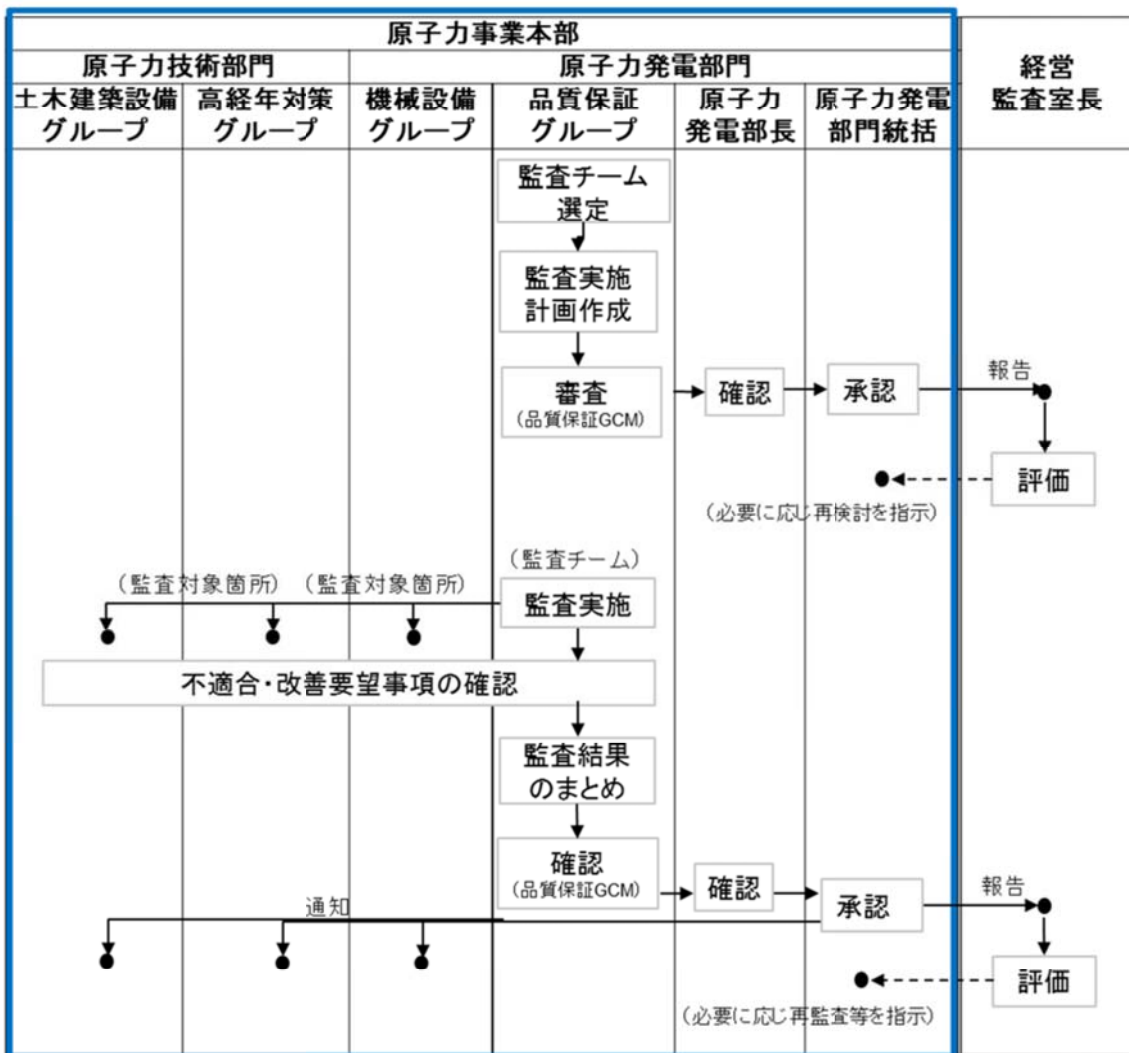 原子力事業本部
原子力技術部門
原子力発電部門
経営
監査室長
土木建築設備
グループ
高経年対策
グループ
機械設備
グループ
品質保証
グループ
原子力
発電部長
原子力発電
部門統括
監査チーム
選定
監査実施
計画作成
審査
(品質保証GCM)
確認
承認
報告
評価
(必要に応じ再検討を指示)
(監査チーム)
(監査対象箇所)
(監査対象箇所)
監査実施
不適合・改善要望事項の確認
監査結果
のまとめ
確認
(品質保証GCM)
確認
承認
報告
通知
評価
(必要に応じ再監査等を指示)